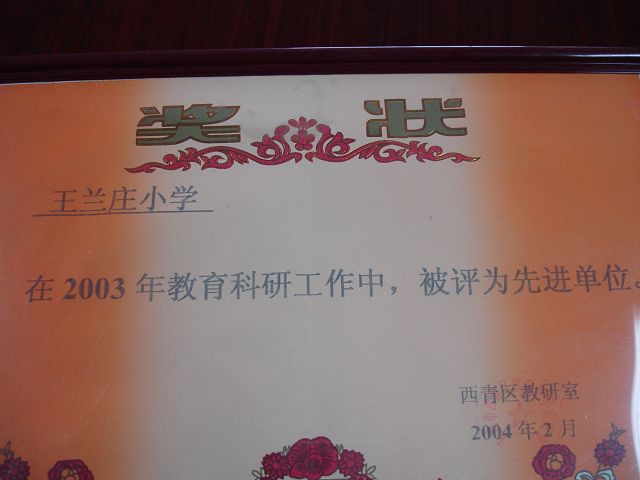 奖状
王兰庄小学
在2003年教育科研工作中，被评为先进单位。
西青区教研室
2004年2月